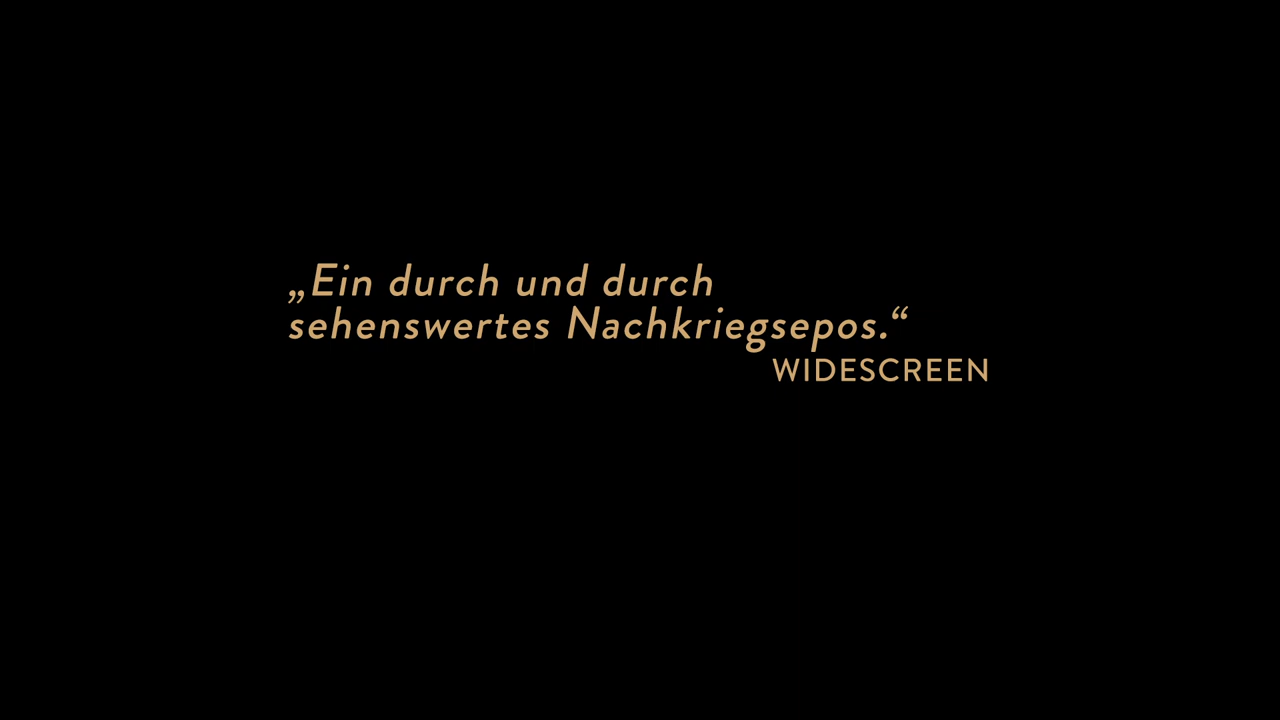 „Ein durch und durch
sehenswertes Nachkriegsepos.“
WIDESCREEN